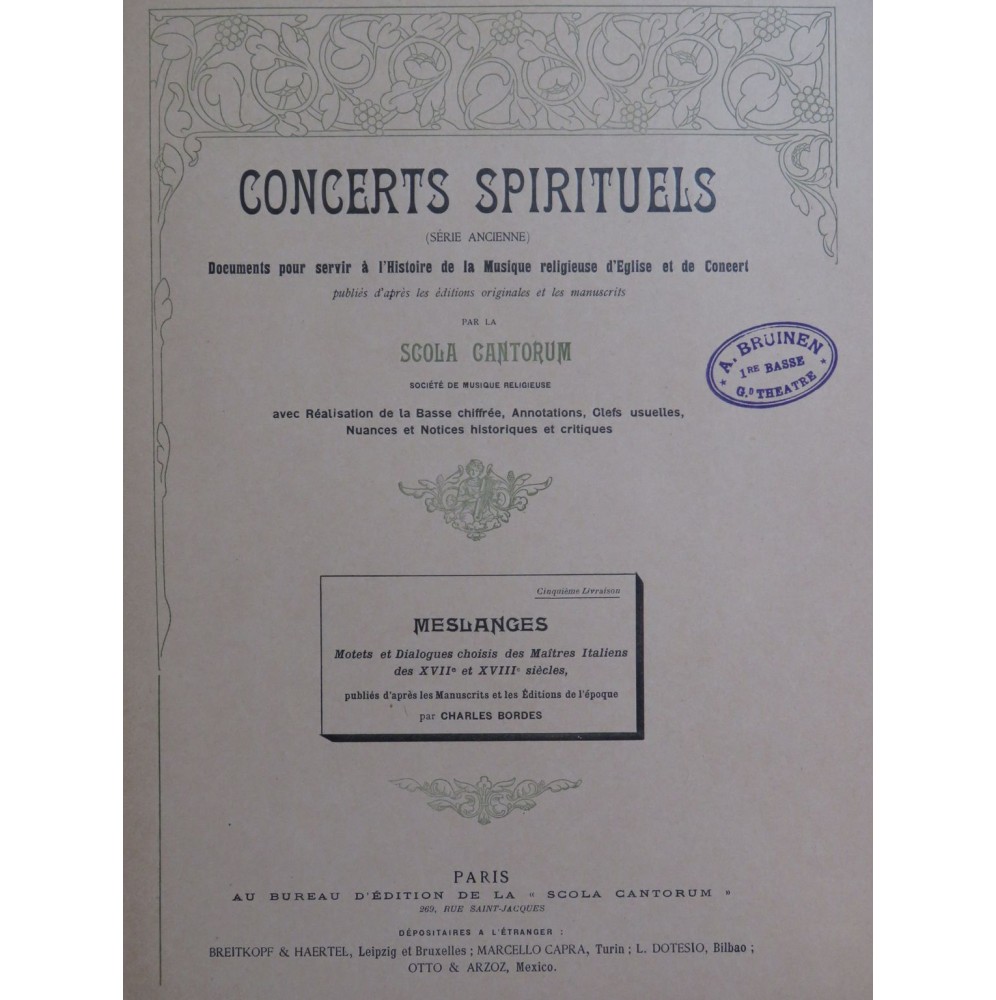 CONCERTS SPIRITUELS
(SÉRIE ANCIENNE)
Documents pour servir à l'Histoire de la Musique religieuse d'Eglise et de Concert
publiés d'après les éditions originales et les manuscrits
PAR LA
SCOLA CANTORUM
SOCIÉTÉ DE MUSIQUE RELIGIEUSE
avec Réalisation de la Basse chiffrée, Annotations, Clefs usuelles,
Nuances et Notices historiques et critiques
A. BRUINEN
1RE BASSE
G.D THEATRE
Cinquième Livraison
MESLANGES
Motets et Dialogues choisis des Maîtres Italiens
des XVIIe et XVIIIe siècles,
publiés d'après les Manuscrits et les Éditions de l'époque
par CHARLES BORDES
PARIS
AU BUREAU D'ÉDITION DE LA “ SCOLA CANTORUM ”
269, RUE SAINT-JACQUES
DÉPOSITAIRES A L'ÉTRANGER :
BREITKOPF & HAERTEL, Leipzig et Bruxelles ; MARCELLO CAPRA, Turin ; L. DOTESIO, Bilbao ;
OTTO & ARZOZ, Mexico.